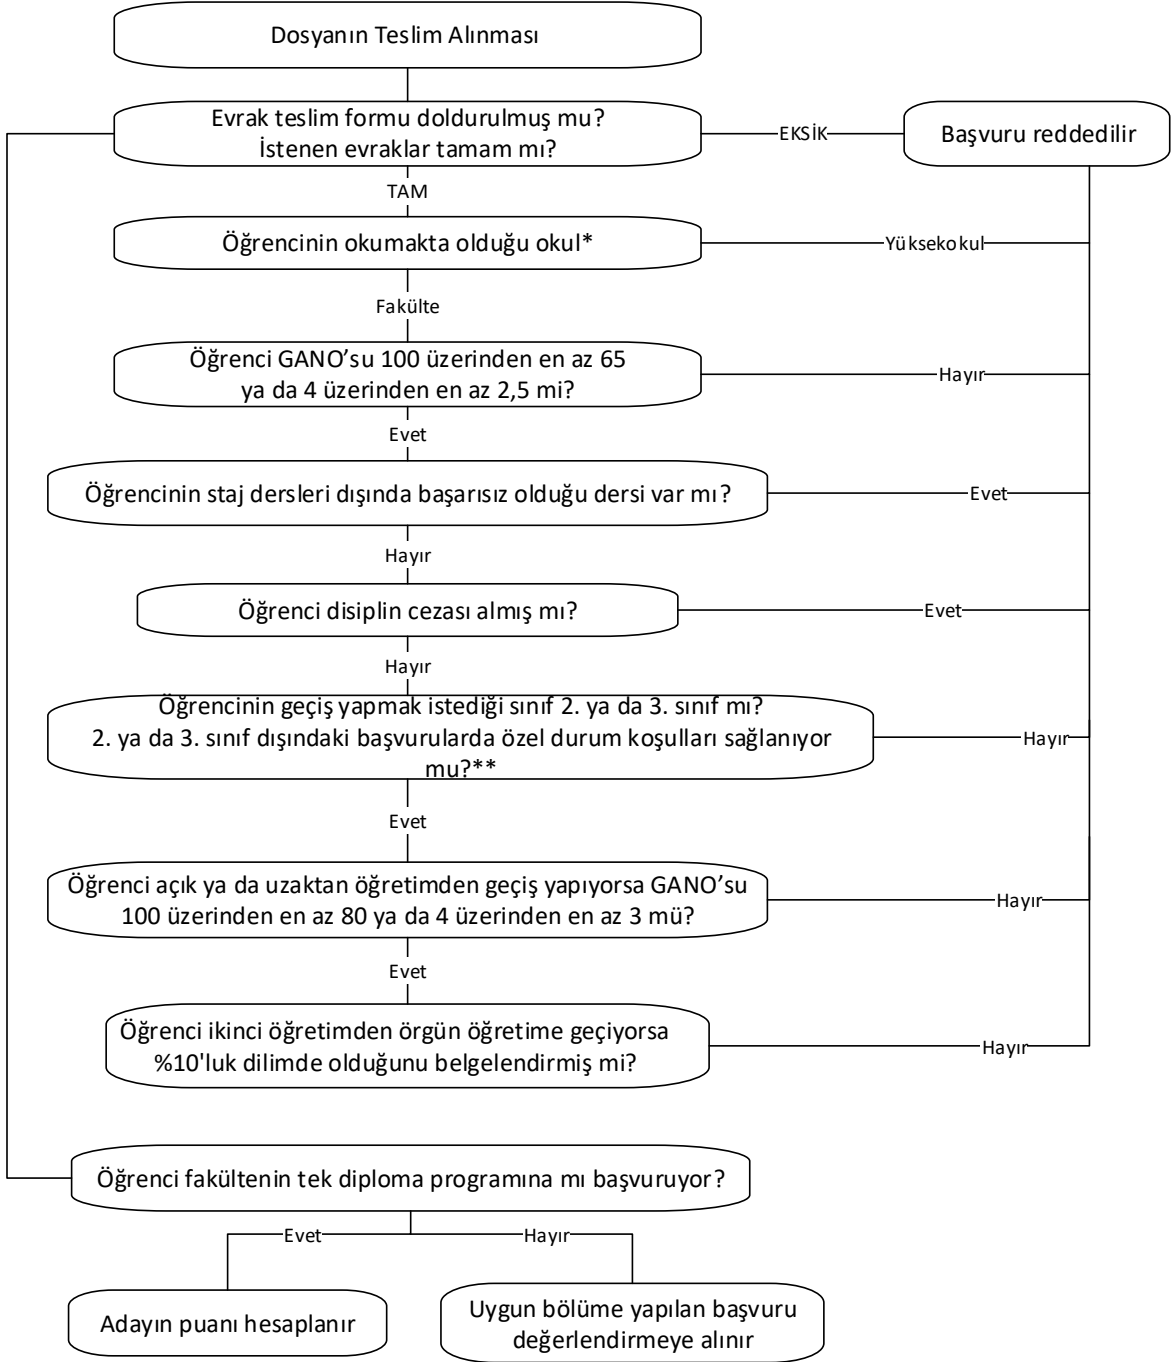 Dosyanın Teslim Alınması
Evrak teslim formu doldurulmuş mu?
İstenen evraklar tamam mı?
EKSİK
Başvuru reddedilir
TAM
Öğrencinin okumakta olduğu okul*
Yüksekokul
Fakülte
Öğrenci GANO’su 100 üzerinden en az 65
ya da 4 üzerinden en az 2,5 mi?
Hayır
Evet
Öğrencinin staj dersleri dışında başarısız olduğu dersi var mı?
Evet
Hayır
Öğrenci disiplin cezası almış mı?
Evet
Hayır
Öğrencinin geçiş yapmak istediği sınıf 2. ya da 3. sınıf mı?
2. ya da 3. sınıf dışındaki başvurularda özel durum koşulları sağlanıyor
mu?**
Hayır
Evet
Öğrenci açık ya da uzaktan öğretimden geçiş yapıyorsa GANO’su
100 üzerinden en az 80 ya da 4 üzerinden en az 3 mü?
Hayır
Evet
Öğrenci ikinci öğretimden örgün öğretime geçiyorsa
%10'luk dilimde olduğunu belgelendirmiş mi?
Hayır
Öğrenci fakültenin tek diploma programına mı başvuruyor?
Evet
Hayır
Adayın puanı hesaplanır
Uygun bölüme yapılan başvuru
değerlendirmeye alınır